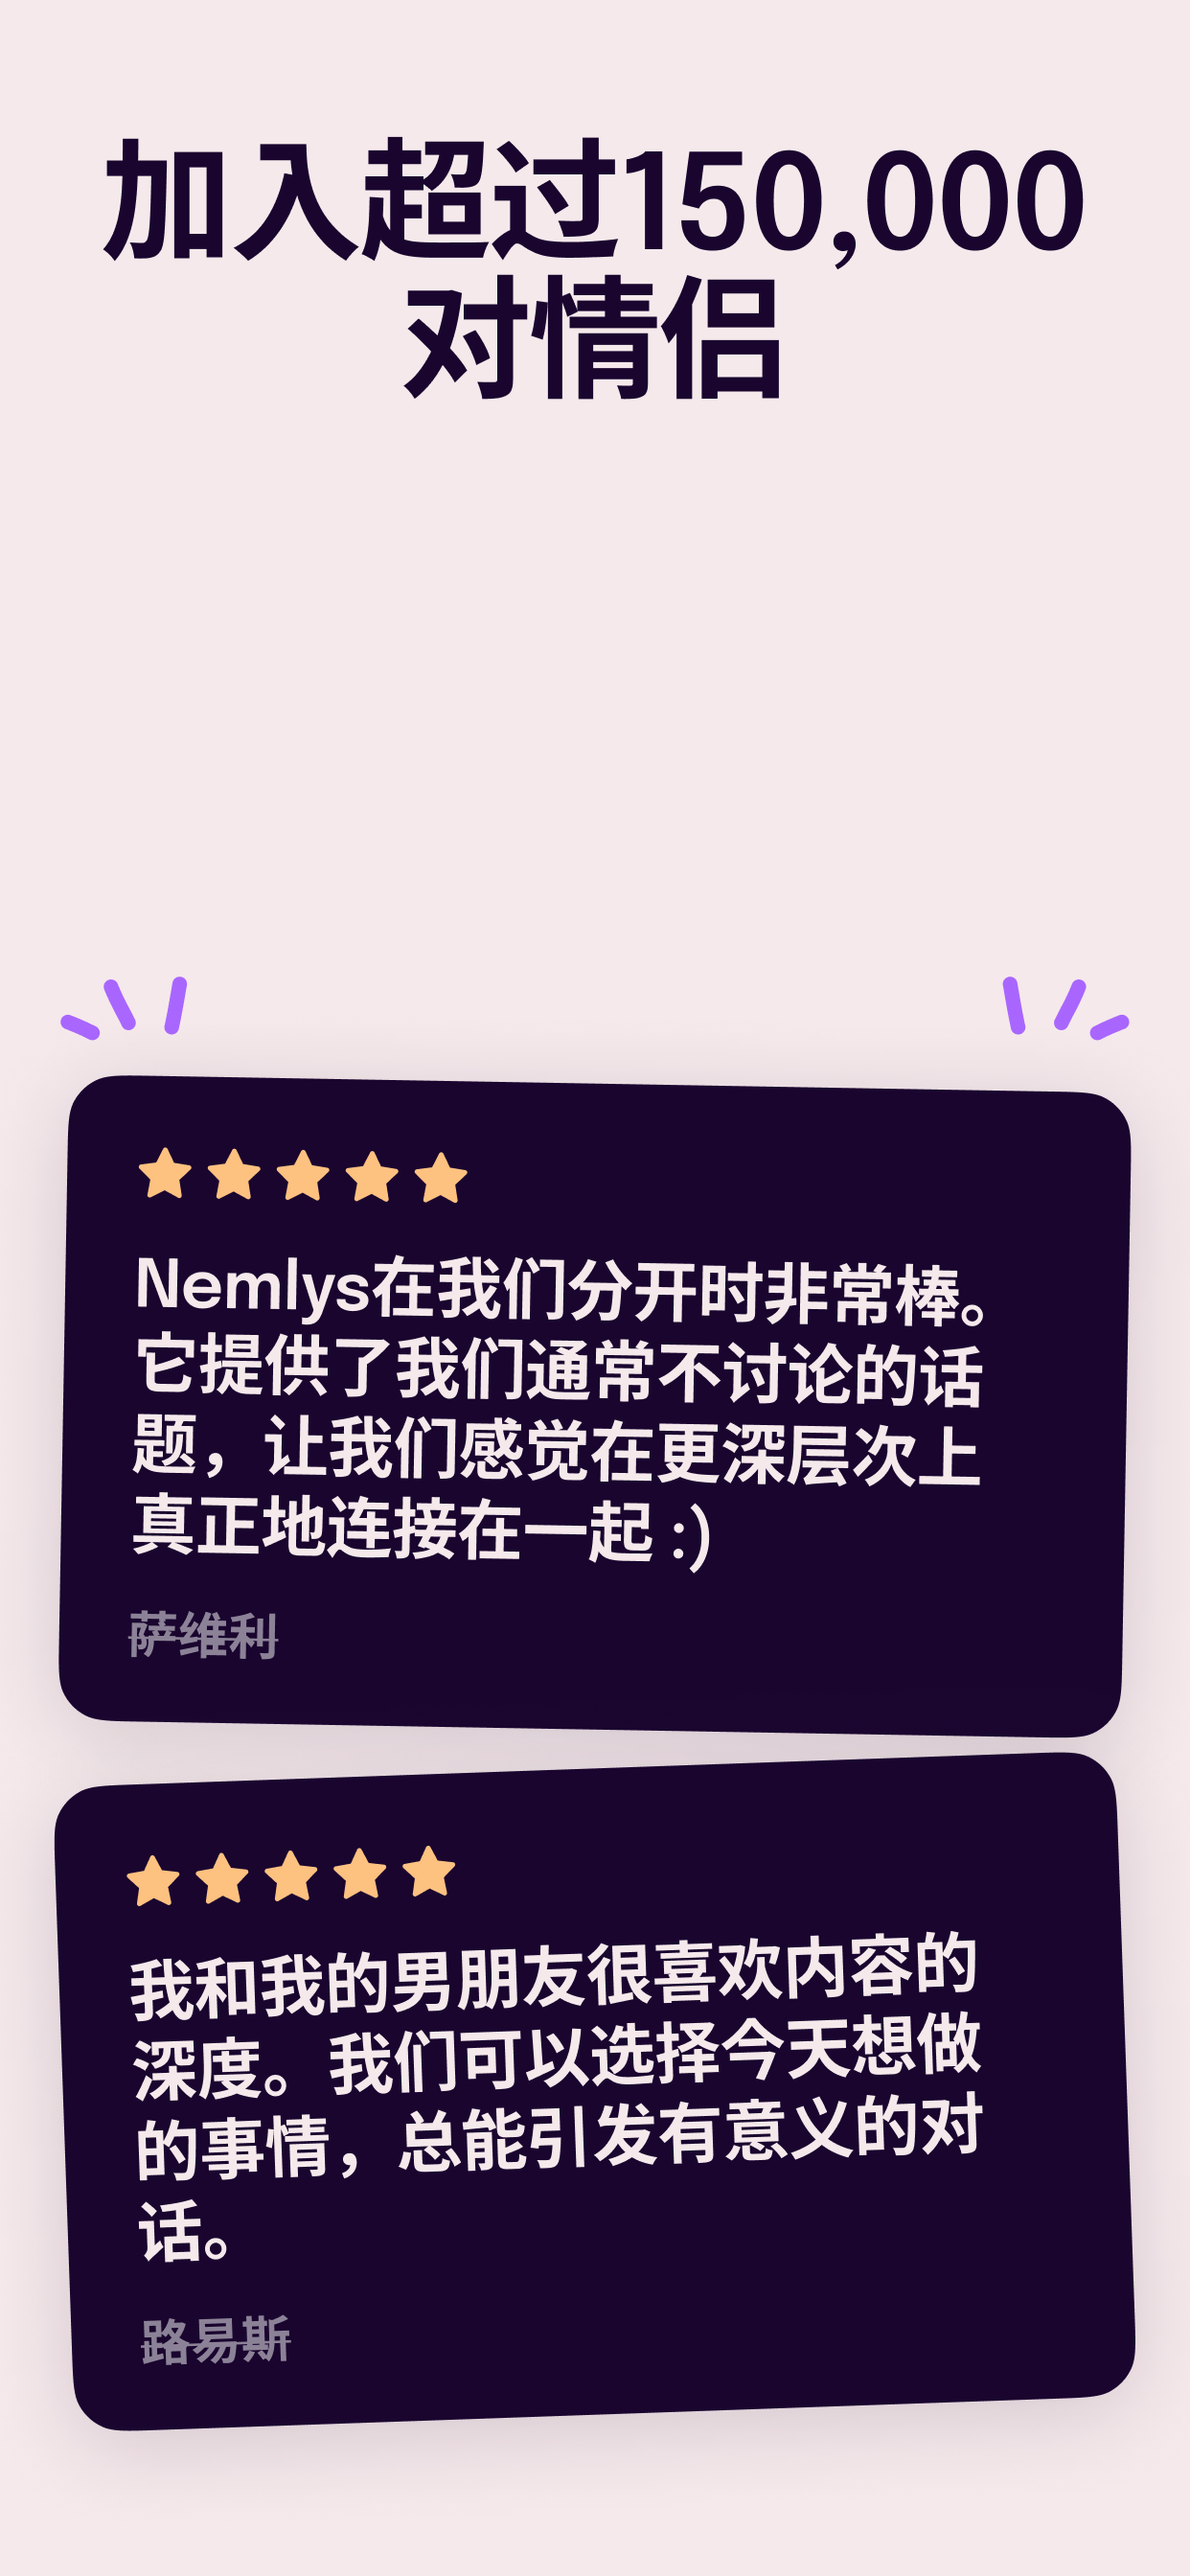 加入超过150,000
对情侣
Nemlys在我们分开时非常棒。
它提供了我们通常不讨论的话
题，让我们感觉在更深层次上
真正地连接在一起 :)
萨维利
我和我的男朋友很喜欢内容的
深度。我们可以选择今天想做
的事情，总能引发有意义的对
话。
路易斯